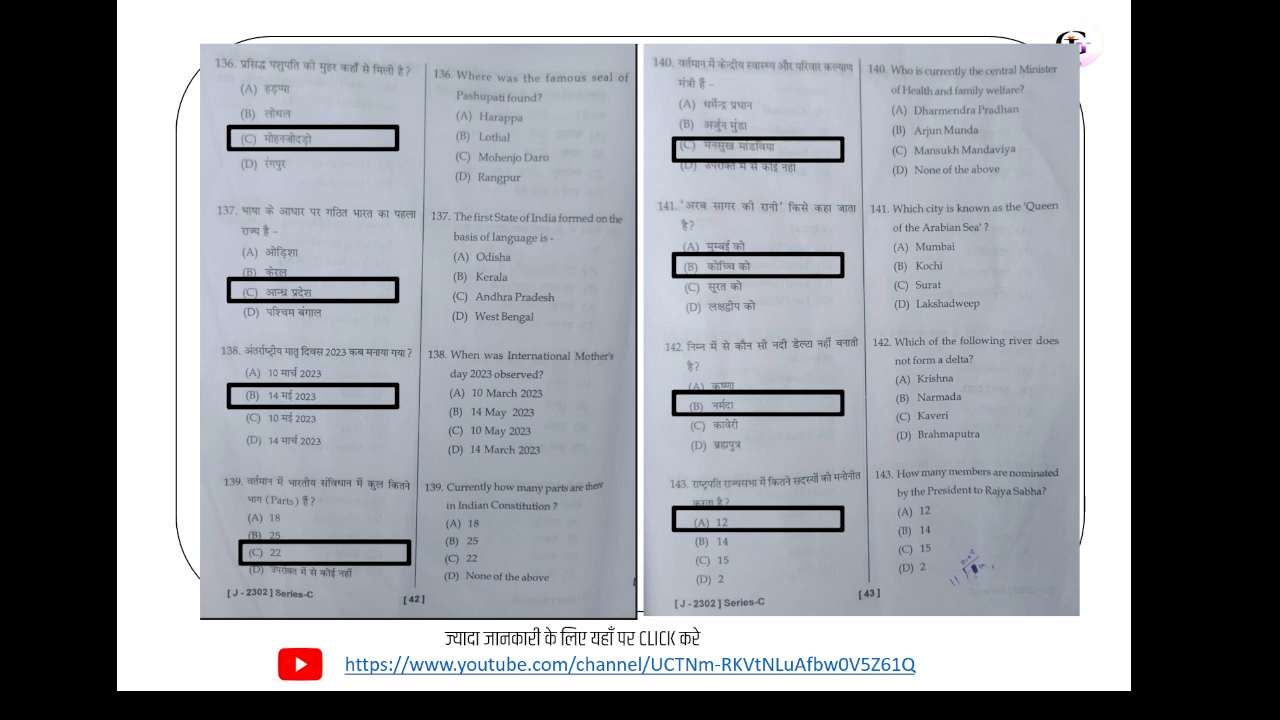 136. प्रसिद्ध पशुपति की मुहर कहाँ से मिली है?
(A) हड़प्पा
(B) लोथल
(C) मोहनजोदड़ो
(D) रंगपुर
137. भाषा के आधार पर गठित भारत का पहला
राज्य है -
(A) ओड़िशा
(B) केरल
(C) आन्ध्र प्रदेश
(D) पश्चिम बंगाल
138. अंतर्राष्ट्रीय मातृ दिवस 2023 कब मनाया गया?
(A) 10 मार्च 2023
(B) 14 मई 2023
(C) 10 मई 2023
(D) 14 मार्च 2023
139. वर्तमान में भारतीय संविधान में कुल कितने
भाग (Parts) हैं?
(A) 18
(B) 25
(C) 22
(D) उपरोक्त में से कोई नहीं
[ J - 2302 ] Series-C
136. Where was the famous seal of
Pashupati found?
(A) Harappa
(B) Lothal
(C) Mohenjo Daro
(D) Rangpur
137. The first State of India formed on the
basis of language is -
(A) Odisha
(B) Kerala
(C) Andhra Pradesh
(D) West Bengal
138. When was International Mother's
day 2023 observed?
(A) 10 March 2023
(B) 14 May 2023
(C) 10 May 2023
(D) 14 March 2023
139. Currently how many parts are there
in Indian Constitution ?
(A) 18
(B) 25
(C) 22
(D) None of the above
[ 42 ]
140. वर्तमान में केन्द्रीय स्वास्थ्य और परिवार कल्याण
मंत्री हैं -
(A) धर्मेन्द्र प्रधान
(B) अर्जुन मुंडा
(C) मनसुख मांडविया
(D) उपरोक्त में से कोई नहीं
141. 'अरब सागर की रानी' किसे कहा जाता
है?
(A) मुम्बई को
(B) कोच्चि को
(C) सूरत को
(D) लक्षद्वीप को
142. निम्न में से कौन सी नदी डेल्टा नहीं बनाती
है?
(A) कृष्णा
(B) नर्मदा
(C) कावेरी
(D) ब्रह्मपुत्र
143. राष्ट्रपति राज्यसभा में कितने सदस्यों को मनोनीत
करता है?
(A) 12
(B) 14
(C) 15
(D) 2
[ J - 2302 ] Series-C
140. Who is currently the central Minister
of Health and family welfare?
(A) Dharmendra Pradhan
(B) Arjun Munda
(C) Mansukh Mandaviya
(D) None of the above
141. Which city is known as the 'Queen
of the Arabian Sea' ?
(A) Mumbai
(B) Kochi
(C) Surat
(D) Lakshadweep
142. Which of the following river does
not form a delta?
(A) Krishna
(B) Narmada
(C) Kaveri
(D) Brahmaputra
143. How many members are nominated
by the President to Rajya Sabha?
(A) 12
(B) 14
(C) 15
(D) 2
[ 43 ]
ज्यादा जानकारी के लिए यहाँ पर CLICK करे
https://www.youtube.com/channel/UCTNm-RKVtNLuAfbw0V5Z61Q